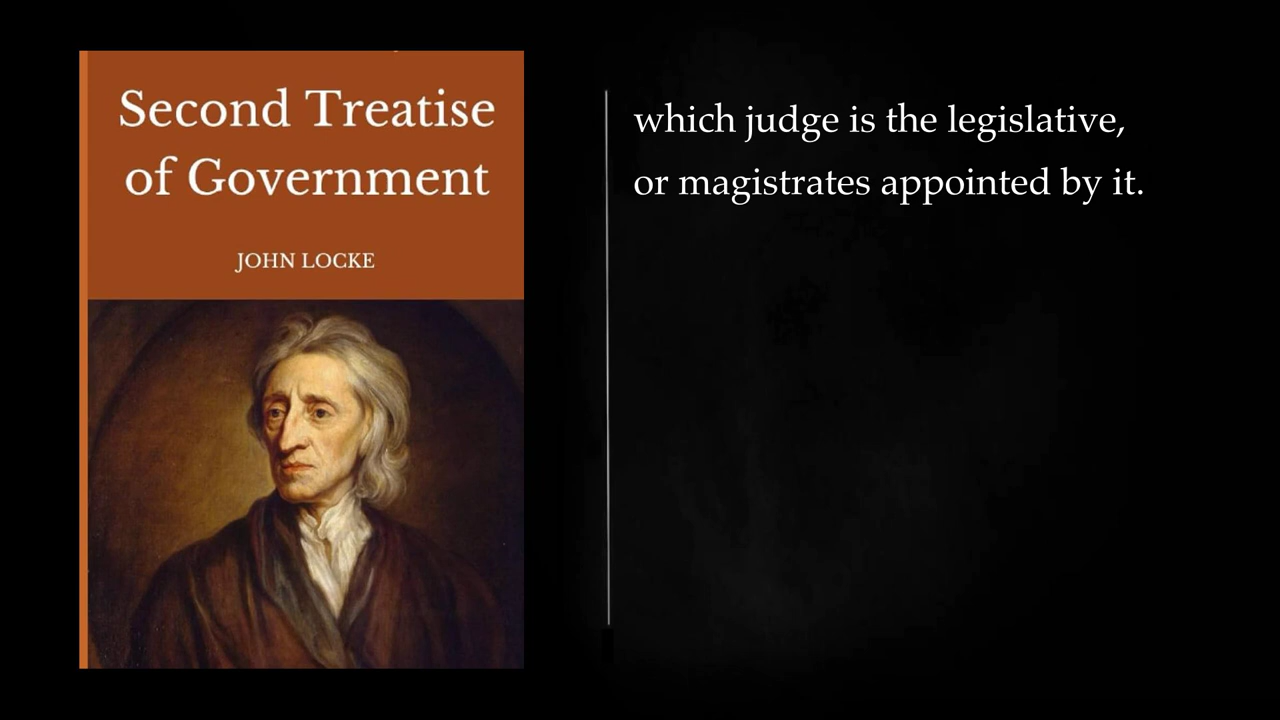 Second Treatise
of Government
JOHN LOCKE
which judge is the legislative,
or magistrates appointed by it.